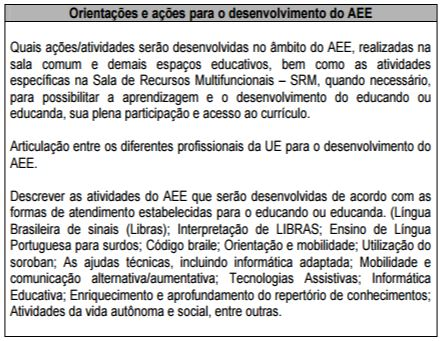 Orientações e ações para o desenvolvimento do AEE
Quais ações/atividades serão desenvolvidas no âmbito do AEE, realizadas na
sala comum e demais espaços educativos, bem como as atividades
específicas na Sala de Recursos Multifuncionais – SRM, quando necessário,
para possibilitar a aprendizagem e o desenvolvimento do educando ou
educanda, sua plena participação e acesso ao currículo.
Articulação entre os diferentes profissionais da UE para o desenvolvimento do
AEE.
Descrever as atividades do AEE que serão desenvolvidas de acordo com as
formas de atendimento estabelecidas para o educando ou educanda. (Língua
Brasileira de sinais (Libras); Interpretação de LIBRAS; Ensino de Língua
Portuguesa para surdos; Código braile; Orientação e mobilidade; Utilização do
soroban; As ajudas técnicas, incluindo informática adaptada; Mobilidade e
comunicação alternativa/aumentativa; Tecnologias Assistivas; Informática
Educativa; Enriquecimento e aprofundamento do repertório de conhecimentos;
Atividades da vida autônoma e social, entre outras.